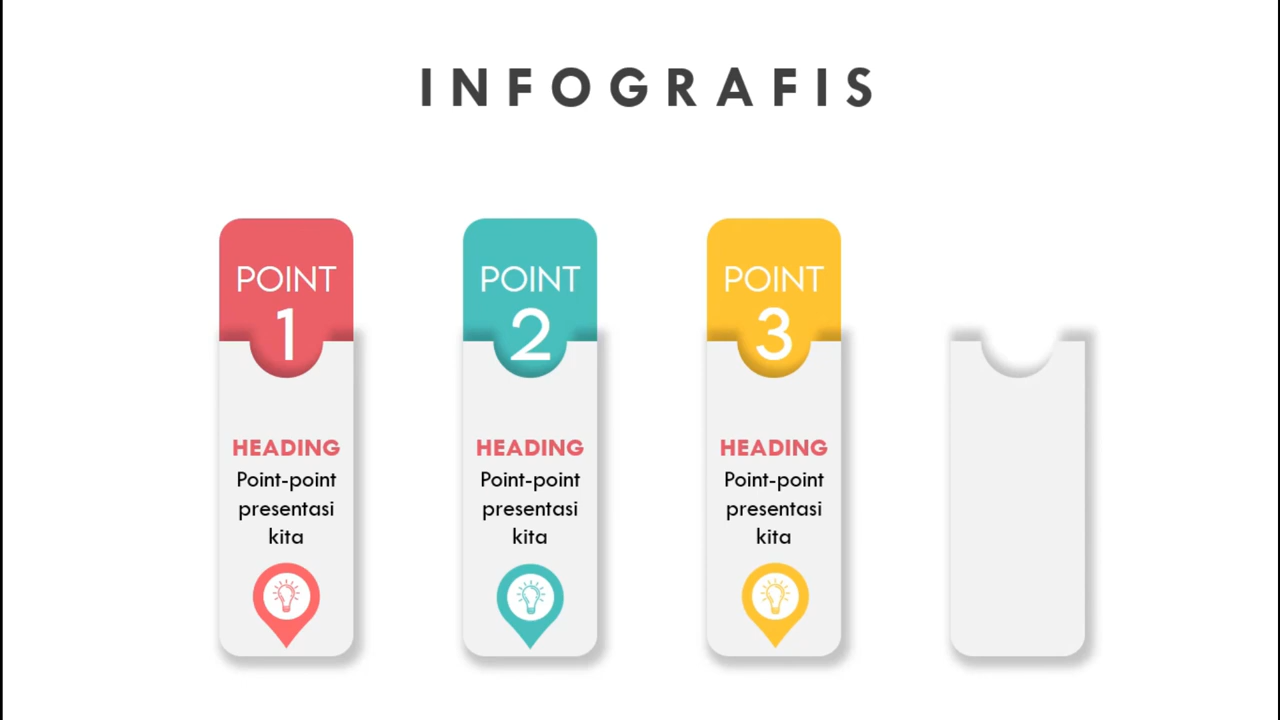 INFOGRAFIS
POINT
1
HEADING
Point-point
presentasi
kita
POINT
2
HEADING
Point-point
presentasi
kita
POINT
3
HEADING
Point-point
presentasi
kita